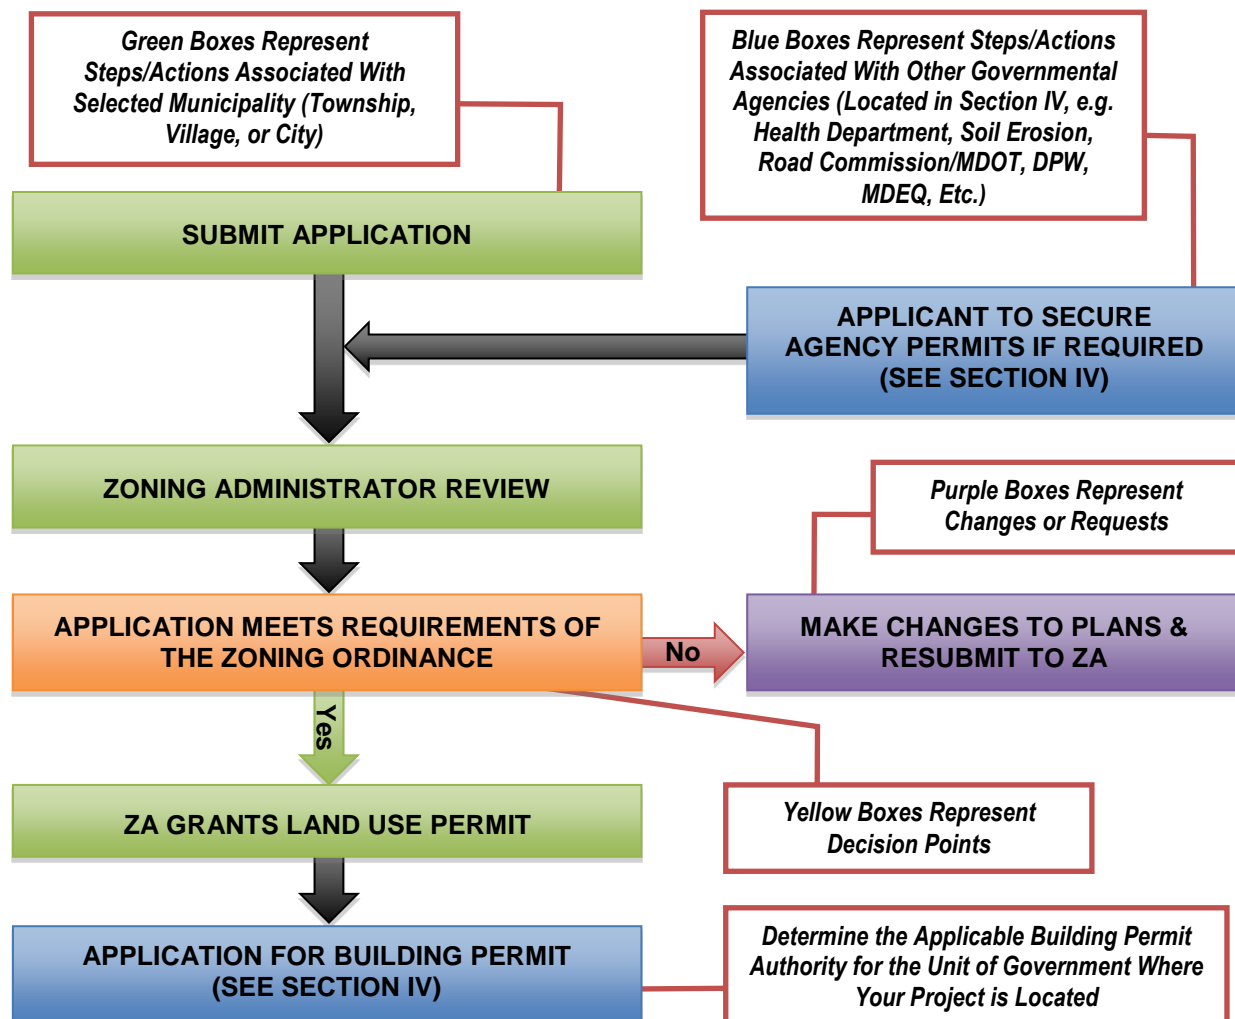 Green Boxes Represent
Steps/Actions Associated With
Selected Municipality (Township,
Village, or City)
Blue Boxes Represent Steps/Actions
Associated With Other Governmental
Agencies (Located in Section IV, e.g.
Health Department, Soil Erosion,
Road Commission/MDOT, DPW,
MDEQ, Etc.)
SUBMIT APPLICATION
APPLICANT TO SECURE
AGENCY PERMITS IF REQUIRED
(SEE SECTION IV)
ZONING ADMINISTRATOR REVIEW
Purple Boxes Represent
Changes or Requests
APPLICATION MEETS REQUIREMENTS OF
THE ZONING ORDINANCE
No
MAKE CHANGES TO PLANS &
RESUBMIT TO ZA
Yes
ZA GRANTS LAND USE PERMIT
Yellow Boxes Represent
Decision Points
APPLICATION FOR BUILDING PERMIT
(SEE SECTION IV)
Determine the Applicable Building Permit
Authority for the Unit of Government Where
Your Project is Located